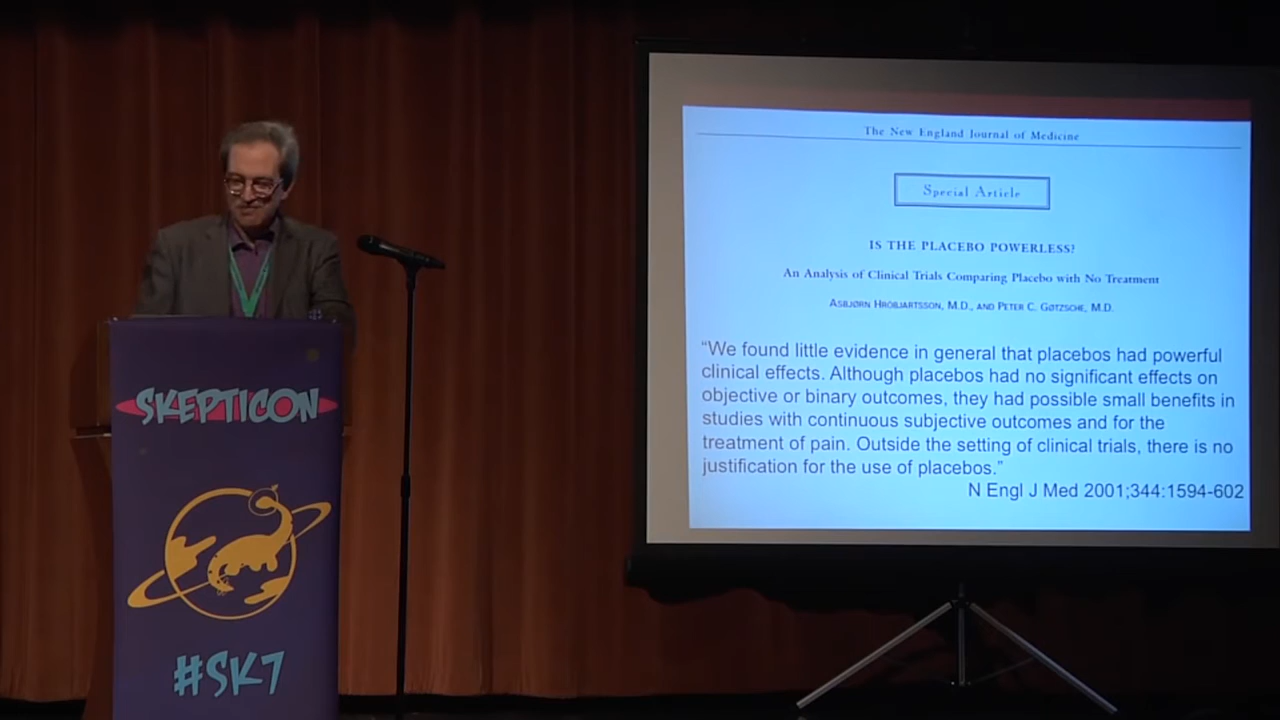 SKEPTICON
#SK7
The New England Journal of Medicine
Special Article
IS THE PLACEBO POWERLESS?
An Analysis of Clinical Trials Comparing Placebo with No Treatment
ASBJØRN HRÓBJARTSSON, M.D., AND PETER C. GØTZSCHE, M.D.
“We found little evidence in general that placebos had powerful
clinical effects. Although placebos had no significant effects on
objective or binary outcomes, they had possible small benefits in
studies with continuous subjective outcomes and for the
treatment of pain. Outside the setting of clinical trials, there is no
justification for the use of placebos.”
N Engl J Med 2001;344:1594-602